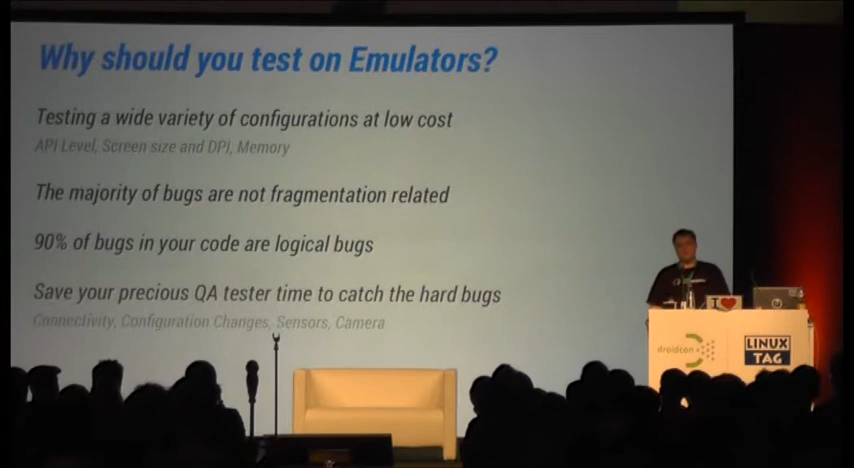 Why should you test on Emulators?
Testing a wide variety of configurations at low cost
API Level, Screen size and DPI, Memory
The majority of bugs are not fragmentation related
90% of bugs in your code are logical bugs
Save your precious QA tester time to catch the hard bugs
Connectivity, Configuration Changes, Sensors, Camera
I
droidcon
LINUX
TAG